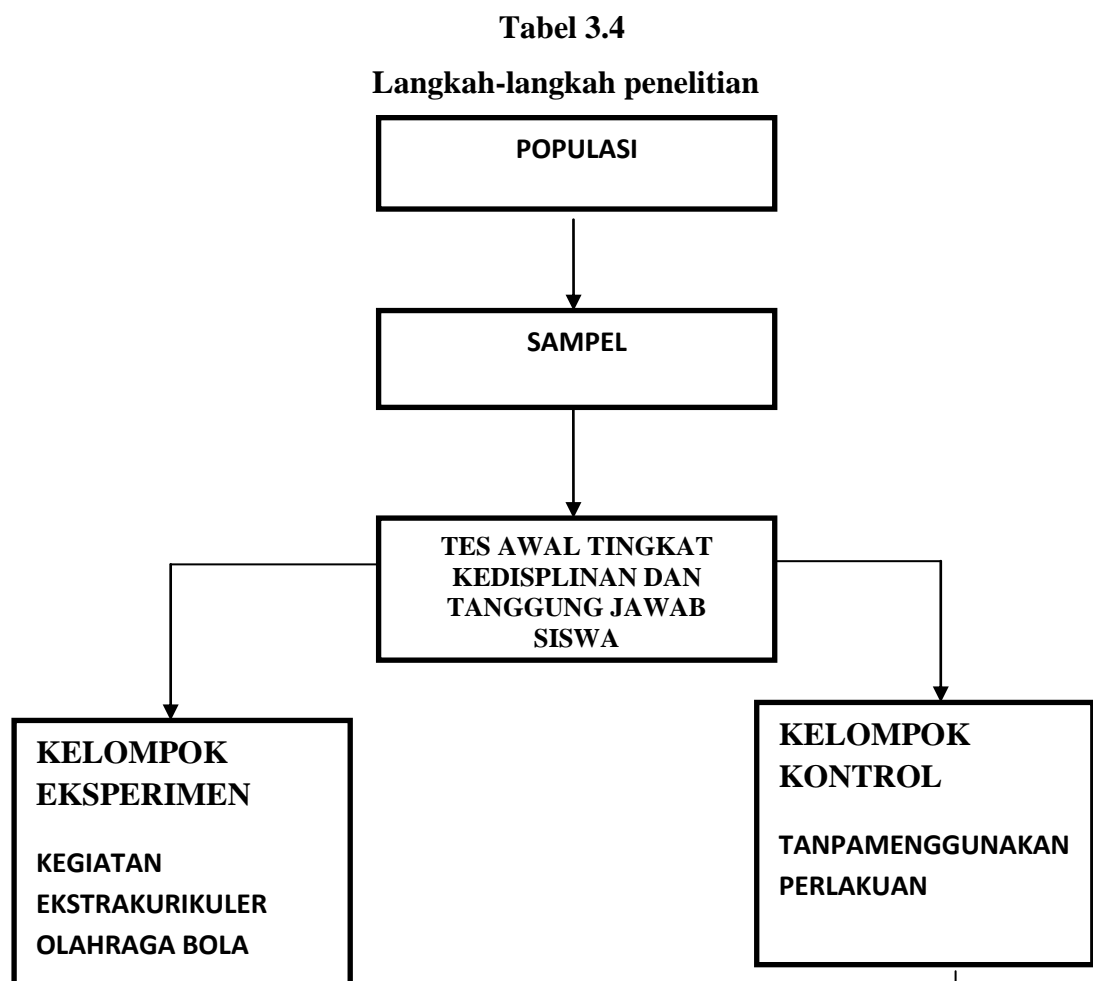 Tabel 3.4
Langkah-langkah penelitian
POPULASI
SAMPEL
TES AWAL TINGKAT
KEDISPLINAN DAN
TANGGUNG JAWAB
SISWA
KELOMPOK
EKSPERIMEN
KEGIATAN
EKSTRAKURIKULER
OLAHRAGA BOLA
KELOMPOK
KONTROL
TANPAMENGGUNAKAN
PERLAKUAN